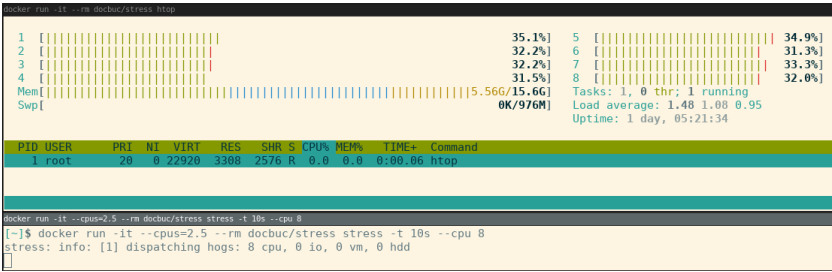 docker run -it --rm docbuc/stress htop
1 [|||||||||||||||||||||||||| 35.1%] 5 [||||||||||||||||||||||||||| 34.9%]
2 [||||||||||||||||||||||||| 32.2%] 6 [||||||||||||||||||||||||| 31.3%]
3 [||||||||||||||||||||||||| 32.2%] 7 [|||||||||||||||||||||||||| 33.3%]
4 [|||||||||||||||||||||||| 31.5%] 8 [||||||||||||||||||||||||| 32.0%]
Mem[|||||||||||||||||||||||||||||||||||||||||||||||||||||||||||||||||5.56G/15.6G] Tasks: 1, 0 thr; 1 running
Swp[ 0K/976M] Load average: 1.48 1.08 0.95
Uptime: 1 day, 05:21:34
PID USER PRI NI VIRT RES SHR S CPU% MEM% TIME+ Command
1 root 20 0 22920 3308 2576 R 0.0 0.0 0:00.06 htop
docker run -it --cpus=2.5 --rm docbuc/stress stress -t 10s --cpu 8
[~]$ docker run -it --cpus=2.5 --rm docbuc/stress stress -t 10s --cpu 8
stress: info: [1] dispatching hogs: 8 cpu, 0 io, 0 vm, 0 hdd